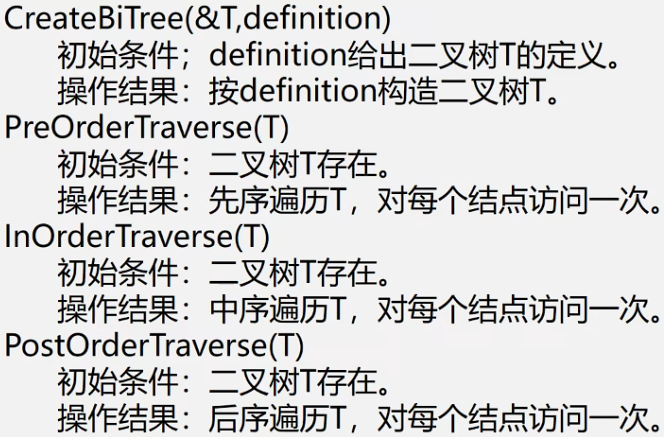 CreateBiTree(&T,definition)
初始条件；definition给出二叉树T的定义。
操作结果：按definition构造二叉树T。
PreOrderTraverse(T)
初始条件：二叉树T存在。
操作结果：先序遍历T，对每个结点访问一次。
InOrderTraverse(T)
初始条件：二叉树T存在。
操作结果：中序遍历T，对每个结点访问一次。
PostOrderTraverse(T)
初始条件：二叉树T存在。
操作结果：后序遍历T，对每个结点访问一次。